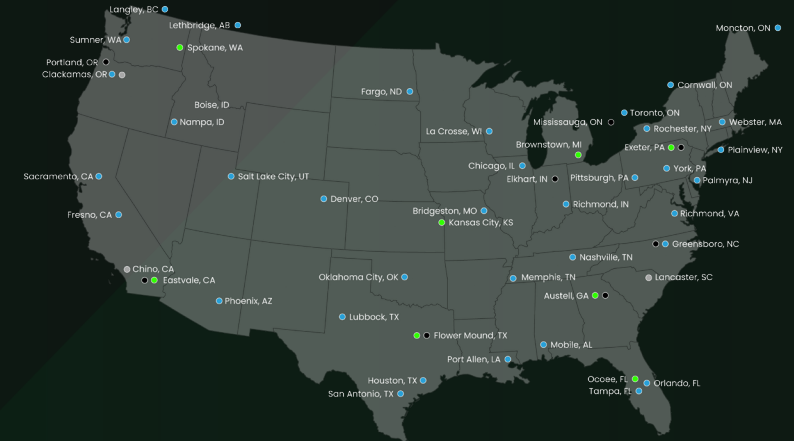 Langley, BC
Lethbridge, AB
Moncton, ON
Sumner, WA
Spokane, WA
Portland, OR
Clackamas, OR
Cornwall, ON
Fargo, ND
Boise, ID
Toronto, ON
Mississauga, ON
Nampa, ID
Webster, MA
La Crosse, WI
Rochester, NY
Brownstown, MI
Exeter, PA
Plainview, NY
Chicago, IL
York, PA
Sacramento, CA
Salt Lake City, UT
Elkhart, IN
Pittsburgh, PA
Palmyra, NJ
Denver, CO
Richmond, IN
Fresno, CA
Bridgeston, MO
Richmond, VA
Kansas City, KS
Greensboro, NC
Nashville, TN
Chino, CA
Eastvale, CA
Oklahoma City, OK
Memphis, TN
Lancaster, SC
Phoenix, AZ
Austell, GA
Lubbock, TX
Flower Mound, TX
Mobile, AL
Port Allen, LA
Houston, TX
Ocoee, FL
Orlando, FL
San Antonio, TX
Tampa, FL